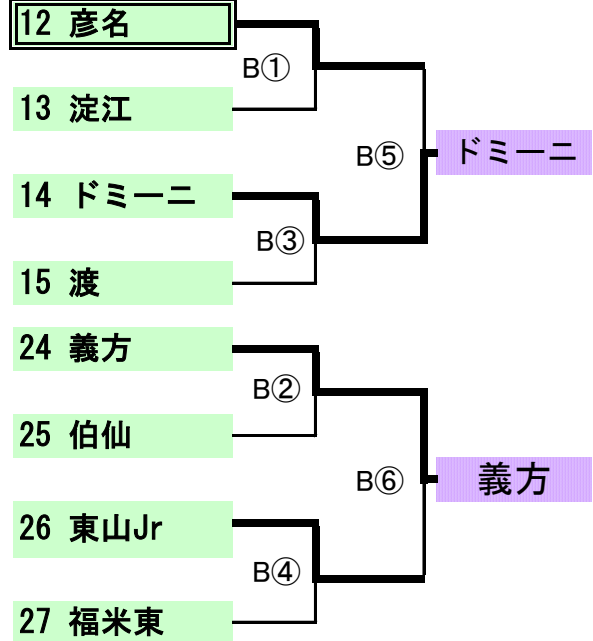 12 彦名
B①
13 淀江
B⑤
ドミーニ
14 ドミーニ
B③
15 渡
24 義方
B②
25 伯仙
B⑥
義方
26 東山Jr
B④
27 福米東